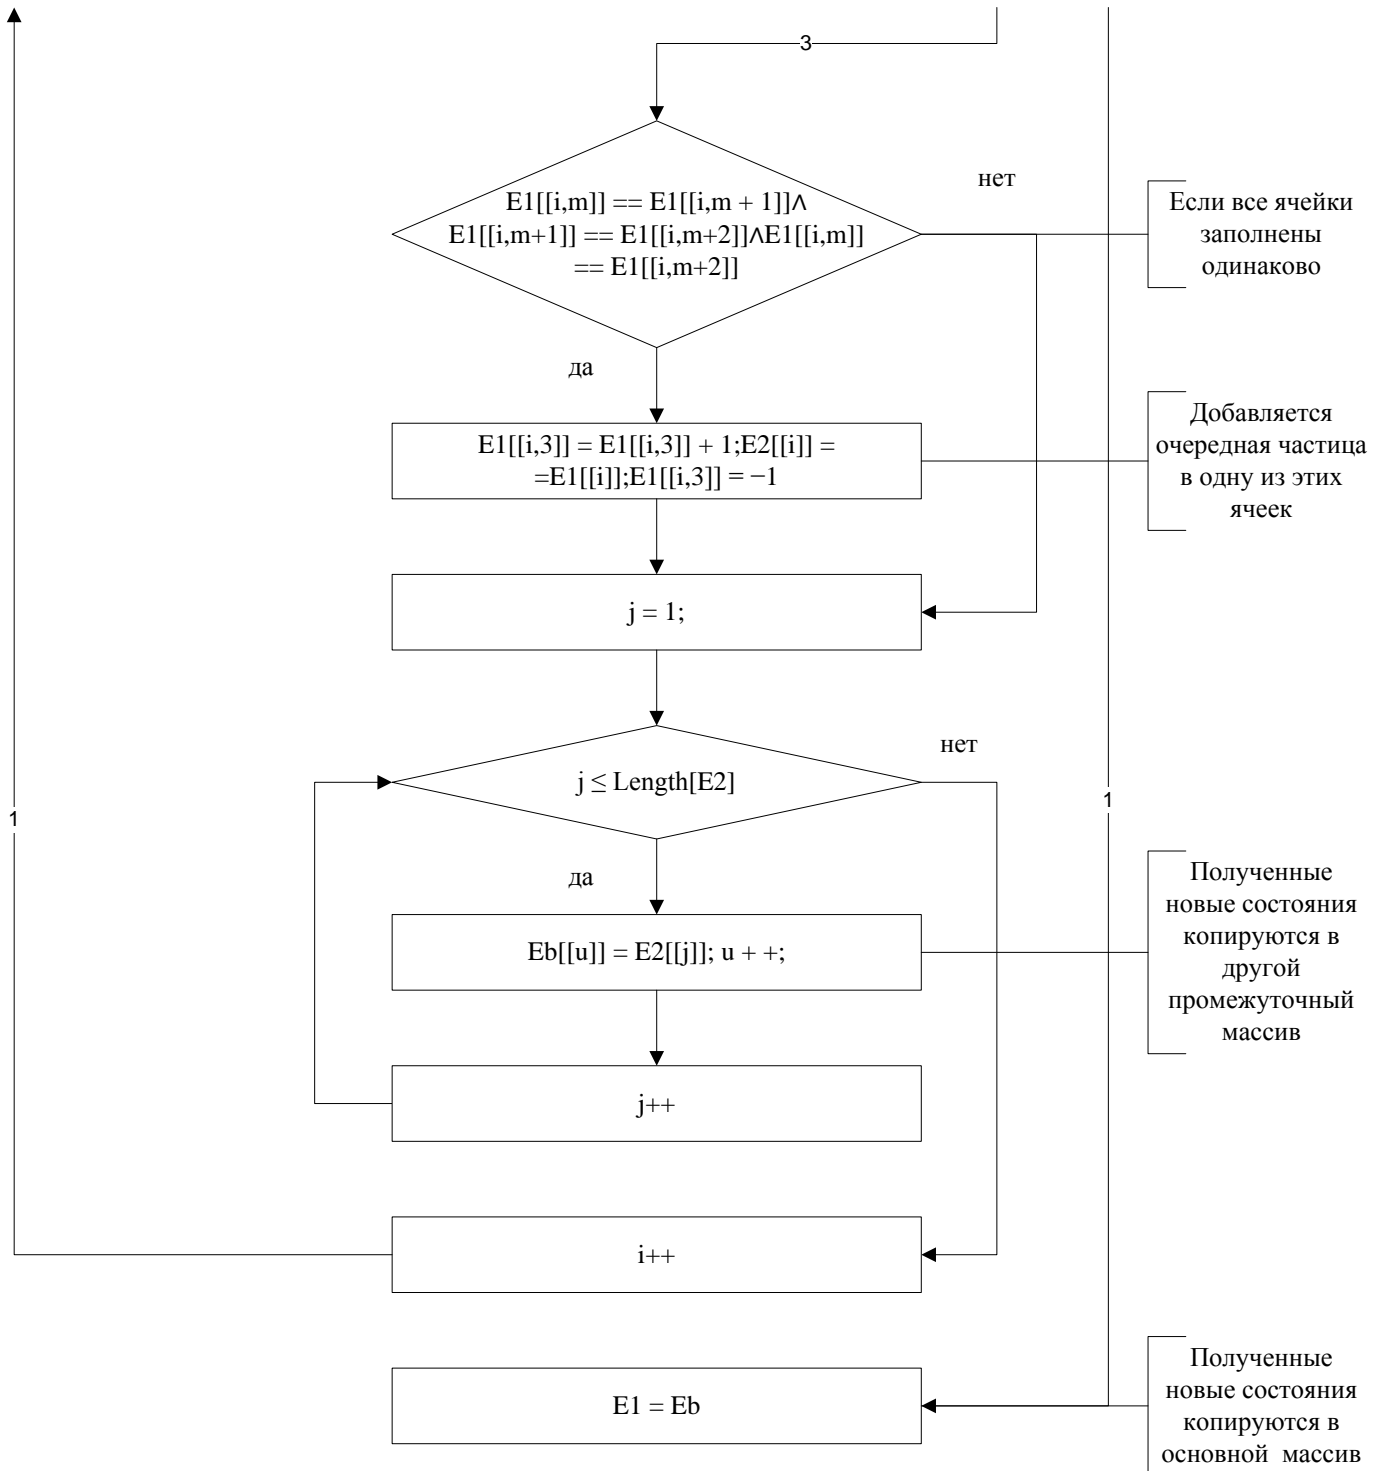 3
нет
E1[[i,m]] == E1[[i,m + 1]]∧
E1[[i,m+1]] == E1[[i,m+2]]∧E1[[i,m]]
== E1[[i,m+2]]
Если все ячейки
заполнены
одинаково
да
E1[[i,3]] = E1[[i,3]] + 1;E2[[i]] =
=E1[[i]];E1[[i,3]] = −1
Добавляется
очередная частица
в одну из этих
ячеек
j = 1;
нет
j ≤ Length[E2]
1
1
да
Eb[[u]] = E2[[j]]; u + +;
Полученные
новые состояния
копируются в
другой
промежуточный
массив
j++
i++
E1 = Eb
Полученные
новые состояния
копируются в
основной массив